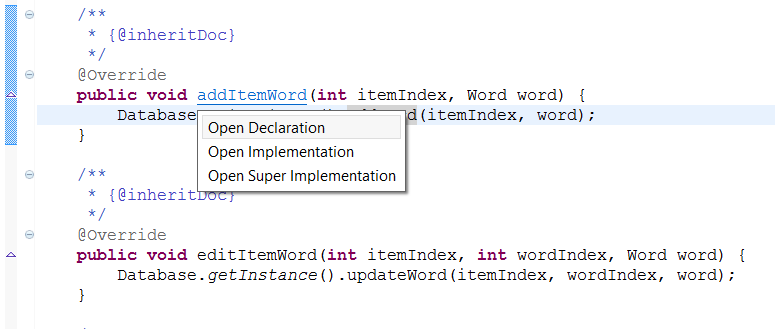 /**
* {@inheritDoc}
*/
@Override
public void addItemWord(int itemIndex, Word word) {
Database. (itemIndex, word);
Open Declaration
Open Implementation
Open Super Implementation
}
/**
* {@inheritDoc}
*/
@Override
public void editItemWord(int itemIndex, int wordIndex, Word word) {
Database.getInstance().updateWord(itemIndex, wordIndex, word);
}